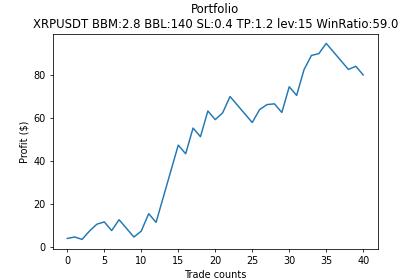 Portfolio
XRPUSDT BBM:2.8 BBL:140 SL:0.4 TP:1.2 lev:15 WinRatio:59.0
80
60
40
20
0
Profit ($)
0 5 10 15 20 25 30 35 40
Trade counts